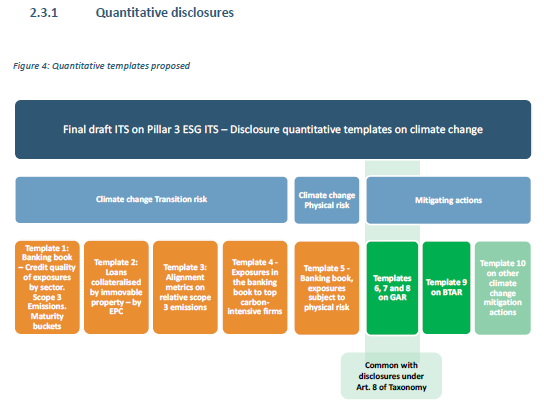 2.3.1 Quantitative disclosures
Figure 4: Quantitative templates proposed
Final draft ITS on Pillar 3 ESG ITS – Disclosure quantitative templates on climate change
Climate change Transition risk
Climate change
Physical risk
Mitigating actions
Template 1:
Banking book
– Credit quality
of exposures
by sector.
Scope 3
Emissions.
Maturity
buckets
Template 2:
Loans
collateralised
by immovable
property – by
EPC
Template 3:
Alignment
metrics on
relative scope
3 emissions
Template 4 -
Exposures in
the banking
book to top
carbon-
intensive firms
Template 5 -
Banking book,
exposures
subject to
physical risk
Templates
6, 7 and 8
on GAR
Template 9
on BTAR
Template 10
on other
climate
change
mitigation
actions
Common with
disclosures under
Art. 8 of Taxonomy